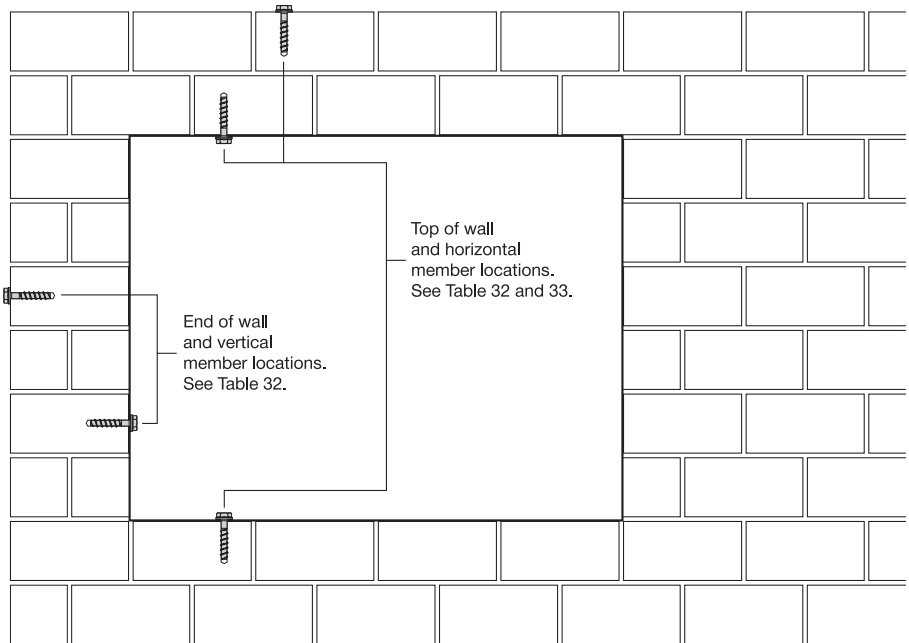 Top of wall
and horizontal
member locations.
See Table 32 and 33.
End of wall
and vertical
member locations.
See Table 32.